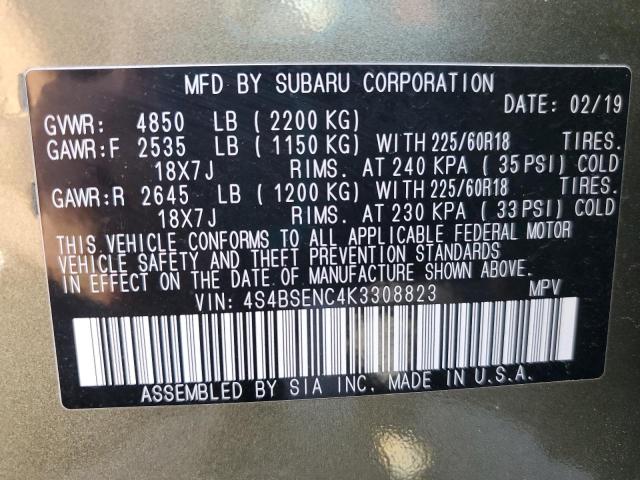 MFD BY SUBARU CORPORATION
DATE: 02/19
GVWR: 4850 LB ( 2200 KG)
GAWR:F 2535 LB ( 1150 KG) WITH 225/60R18 TIRES.
18X7J RIMS. AT 240 KPA ( 35 PSI) COLD
GAWR:R 2645 LB ( 1200 KG) WITH 225/60R18 TIRES.
18X7J RIMS. AT 230 KPA ( 33 PSI) COLD
THIS VEHICLE CONFORMS TO ALL APPLICABLE FEDERAL MOTOR
VEHICLE SAFETY AND THEFT PREVENTION STANDARDS
IN EFFECT ON THE DATE OF MANUFACTURE SHOWN ABOVE.
VIN: 4S4BSENC4K3308823 MPV
ASSEMBLED BY SIA INC. MADE IN U.S.A.